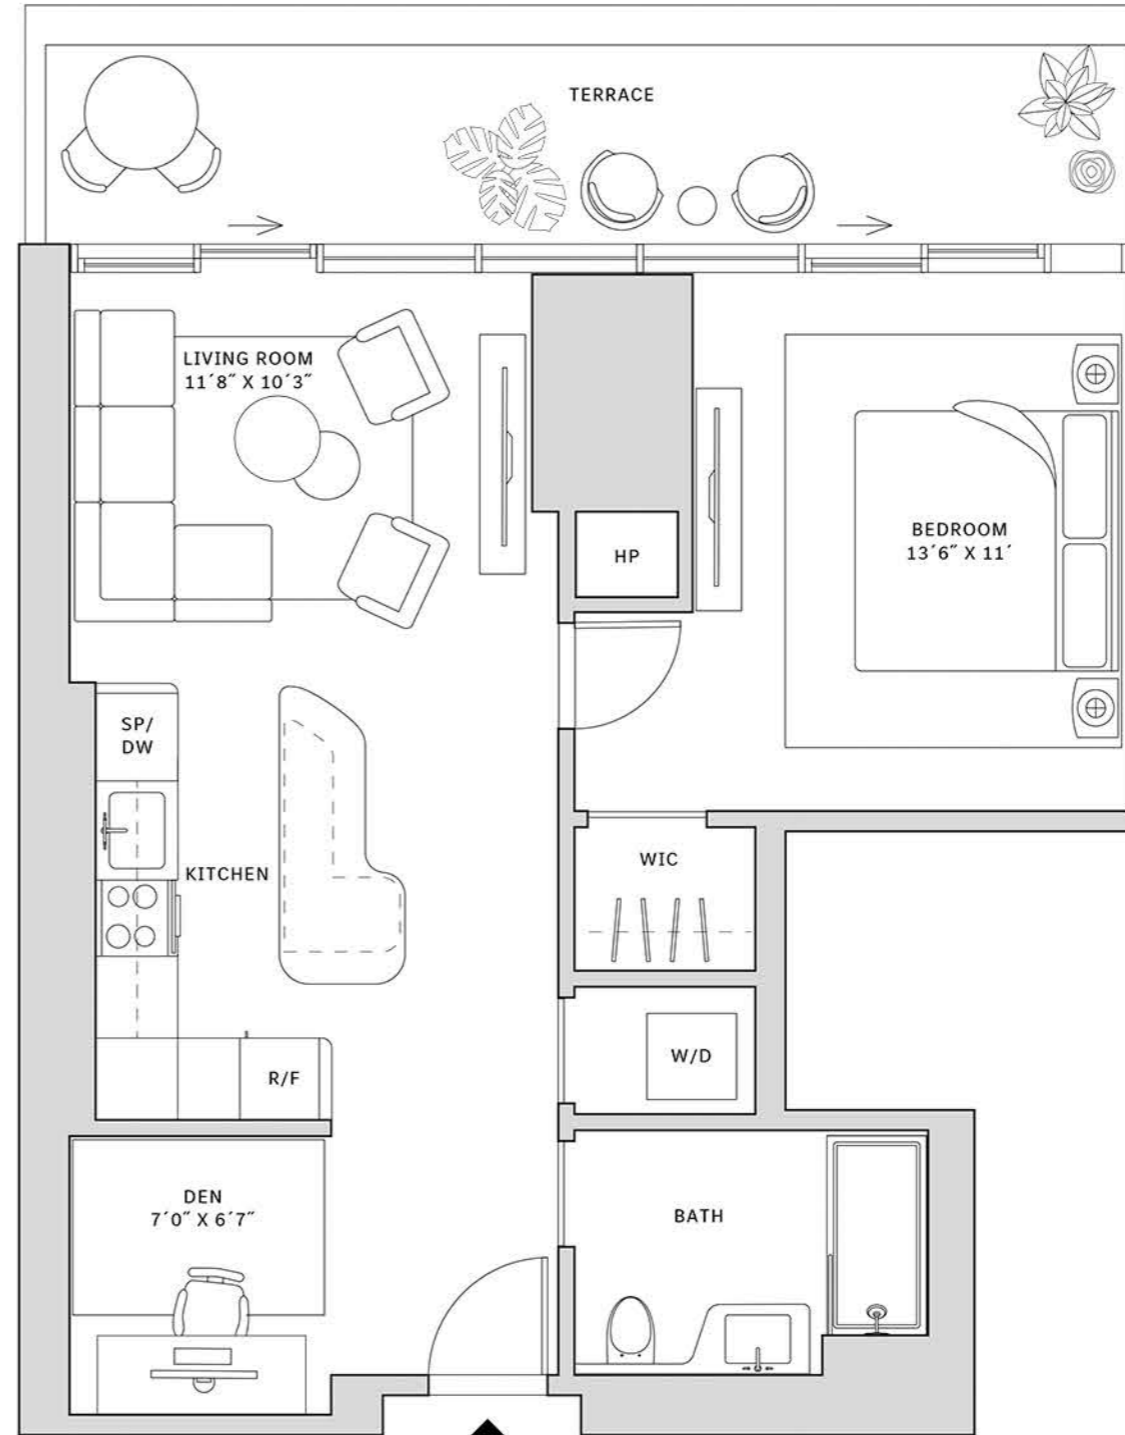 TERRACE
LIVING ROOM
11´8˝ X 10´3˝
HP
BEDROOM
13´6˝ X 11´
SP/
DW
KITCHEN
WIC
R/F
W/D
DEN
7´0˝ X 6´7˝
BATH